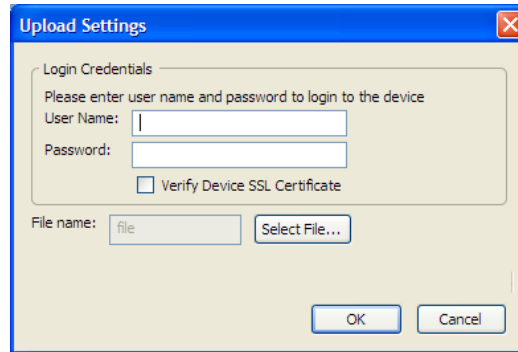 Upload Settings
Login Credentials
Please enter user name and password to login to the device
User Name:
Password:
Verify Device SSL Certificate
File name: file Select File...
OK Cancel